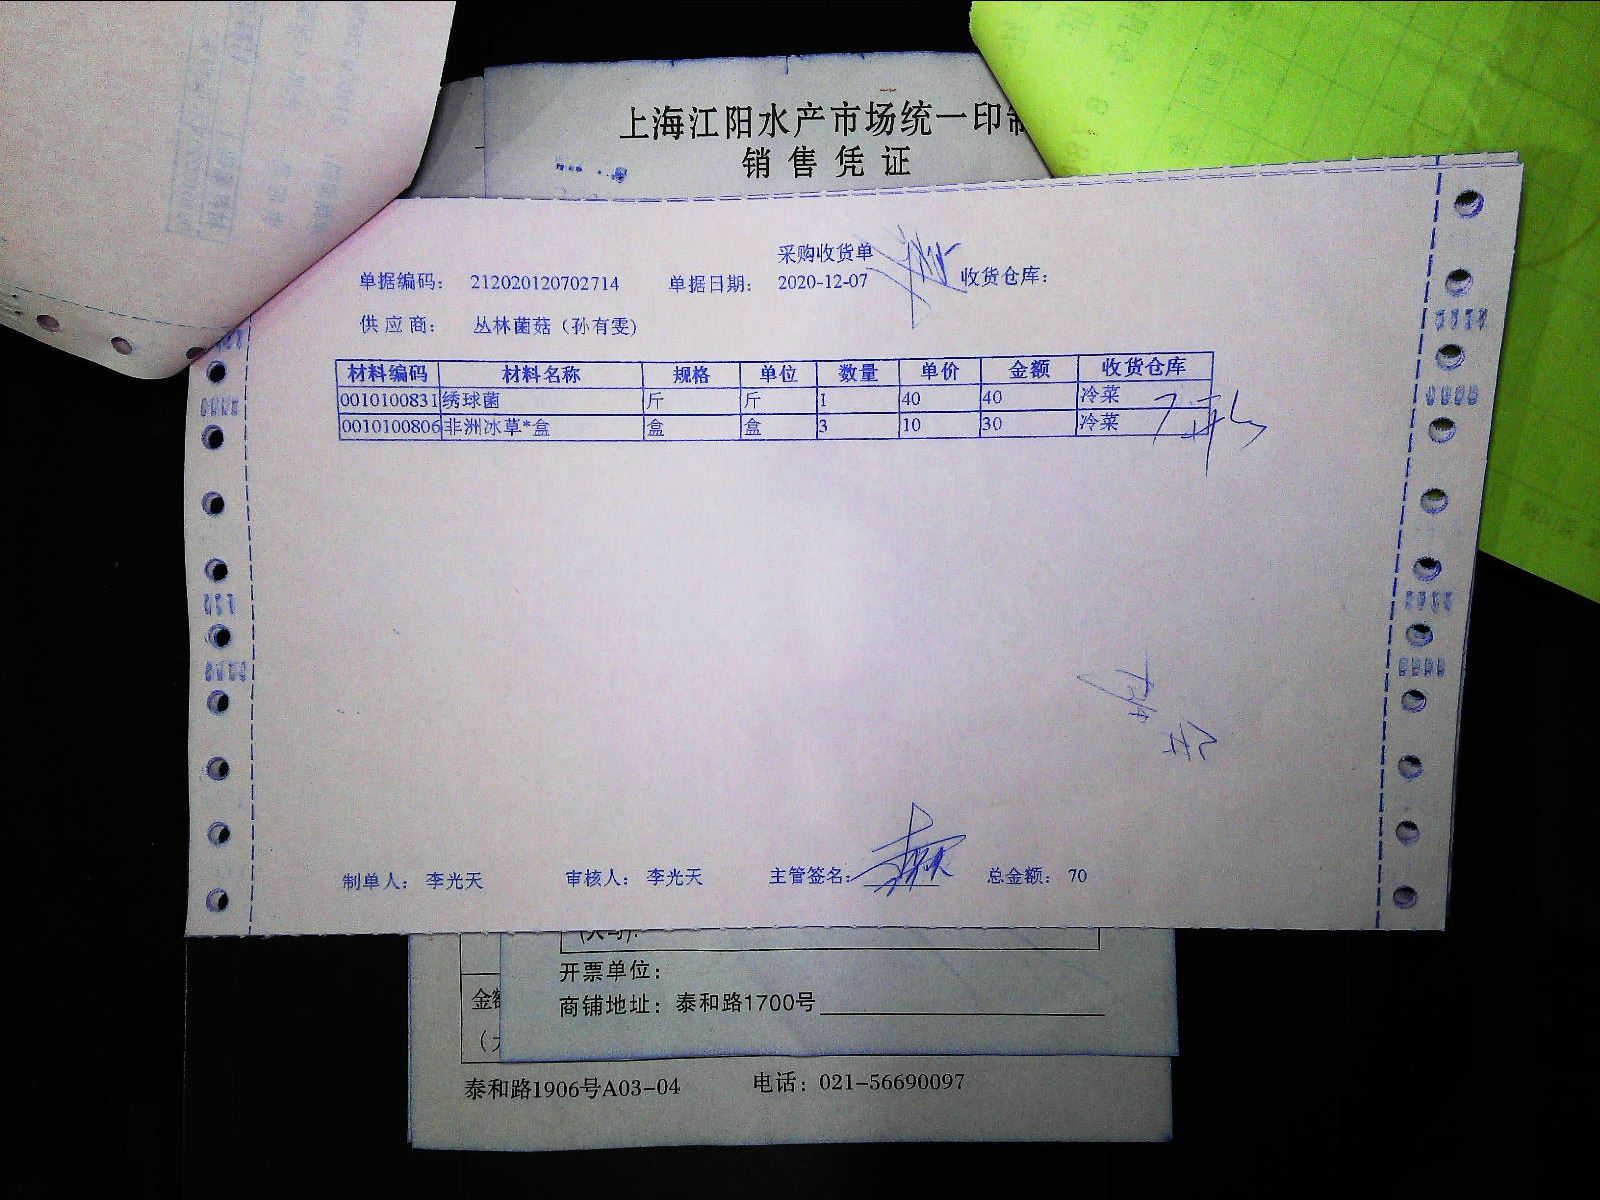 上海江阳水产市场统一印制
销售凭证
采购收货单
单据编码： 212020120702714 单据日期： 2020-12-07 收货仓库：
供应商： 丛林菌菇（孙有雯）
材料编码 材料名称 规格 单位 数量 单价 金额 收货仓库
0010100831 绣球菌 斤 斤 1 40 40 冷菜
0010100806 非洲冰草*盒 盒 盒 3 10 30 冷菜
制单人： 李光天 审核人： 李光天 主管签名： 总金额： 70
开票单位：
金额
商铺地址：泰和路1700号
泰和路1906号A03-04 电话：021-56690097